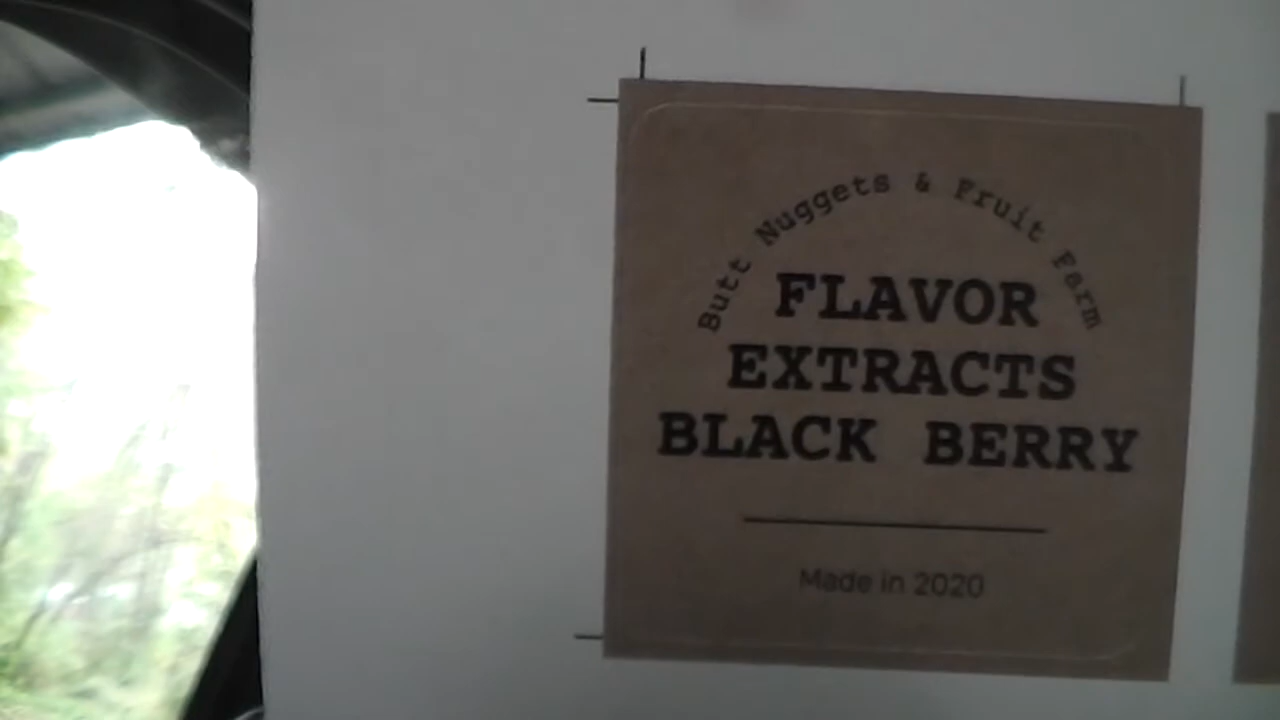 Butt Nuggets & Fruit Farm
FLAVOR
EXTRACTS
BLACK BERRY
Made in 2020